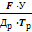 F · У
Др · Тр